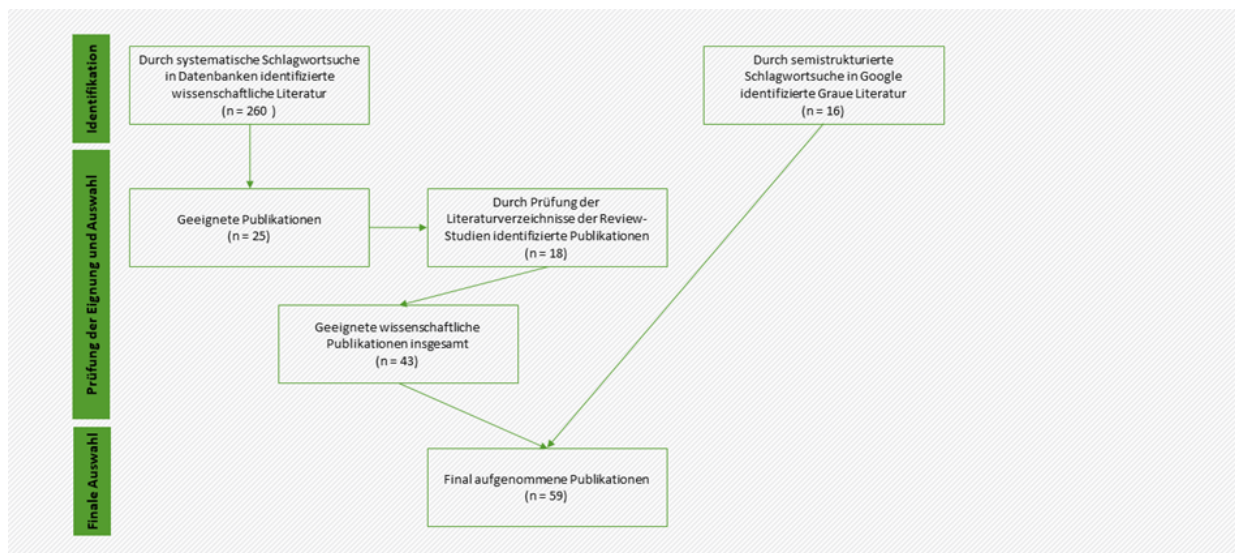 Identifikation
Durch systematische Schlagwortsuche
in Datenbanken identifizierte
wissenschaftliche Literatur
(n = 260 )
Durch semistrukturierte
Schlagwortsuche in Google
identifizierte Graue Literatur
(n = 16)
Prüfung der Eignung und Auswahl
Geeignete Publikationen
(n = 25)
Durch Prüfung der
Literaturverzeichnisse der Review-
Studien identifizierte Publikationen
(n = 18)
Geeignete wissenschaftliche
Publikationen insgesamt
(n = 43)
Finale Auswahl
Final aufgenommene Publikationen
(n = 59)